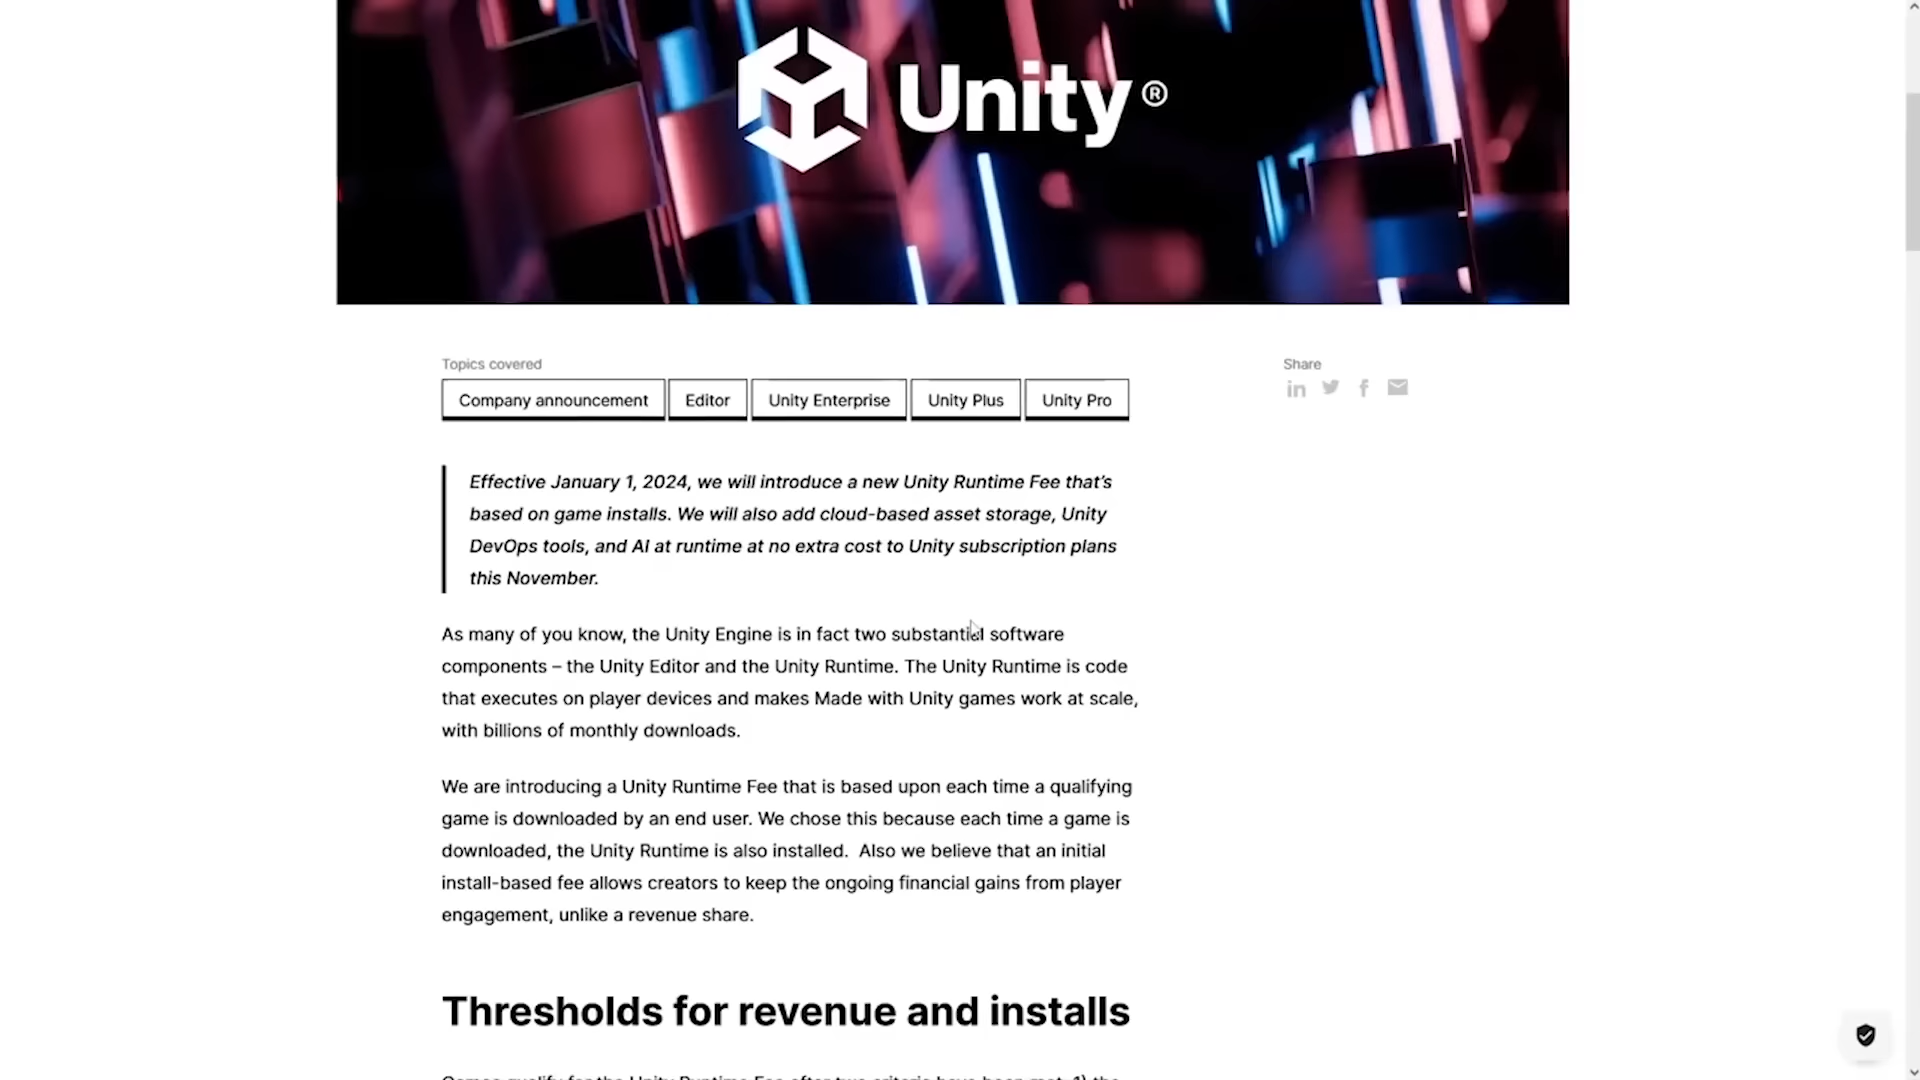 Unity®
Topics covered
Share
Company announcement
Editor
Unity Enterprise
Unity Plus
Unity Pro
Effective January 1, 2024, we will introduce a new Unity Runtime Fee that's
based on game installs. We will also add cloud-based asset storage, Unity
DevOps tools, and AI at runtime at no extra cost to Unity subscription plans
this November.
As many of you know, the Unity Engine is in fact two substantial software
components – the Unity Editor and the Unity Runtime. The Unity Runtime is code
that executes on player devices and makes Made with Unity games work at scale,
with billions of monthly downloads.
We are introducing a Unity Runtime Fee that is based upon each time a qualifying
game is downloaded by an end user. We chose this because each time a game is
downloaded, the Unity Runtime is also installed.  Also we believe that an initial
install-based fee allows creators to keep the ongoing financial gains from player
engagement, unlike a revenue share.
Thresholds for revenue and installs